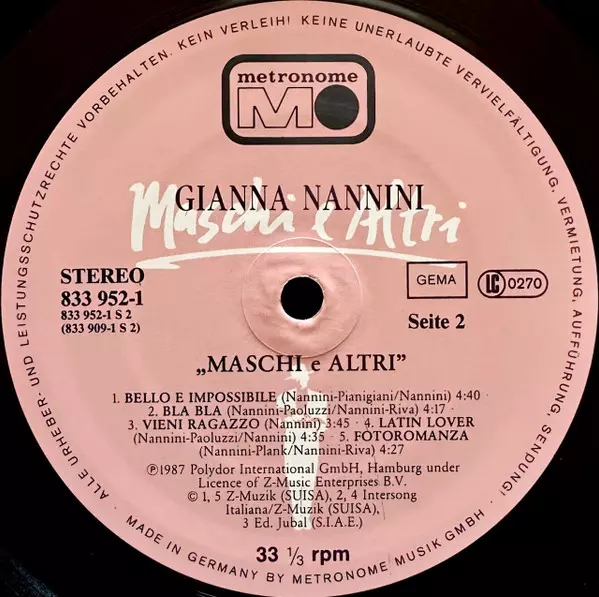 ALLE URHEBER- UND LEISTUNGSSCHUTZRECHTE VORBEHALTEN. KEIN VERLEIH! KEINE UNERLAUBTE VERVIELFÄLTIGUNG, VERMIETUNG, AUFFÜHRUNG, SENDUNG!
metronome
MO
GIANNA NANNINI
Maschi e Altri
STEREO
833 952-1
833 952-1 S 2
(833 909-1 S 2)
GEMA
LC 0270
Seite 2
„MASCHI e ALTRI”
1. BELLO E IMPOSSIBILE (Nannini-Pianigiani/Nannini) 4:40 ·
2. BLA BLA (Nannini-Paoluzzi/Nannini-Riva) 4:17 ·
3. VIENI RAGAZZO (Nannini) 3:45 · 4. LATIN LOVER
(Nannini-Paoluzzi/Nannini) 4:35 · 5. FOTOROMANZA
(Nannini-Plank/Nannini-Riva) 4:27
Ⓟ1987 Polydor International GmbH, Hamburg under
Licence of Z-Music Enterprises B.V.
© 1, 5 Z-Muzik (SUISA), 2, 4 Intersong
Italiana/Z-Muzik (SUISA),
3 Ed. Jubal (S.I.A.E.)
33 ⅓ rpm
· MADE IN GERMANY BY METRONOME MUSIK GMBH ·